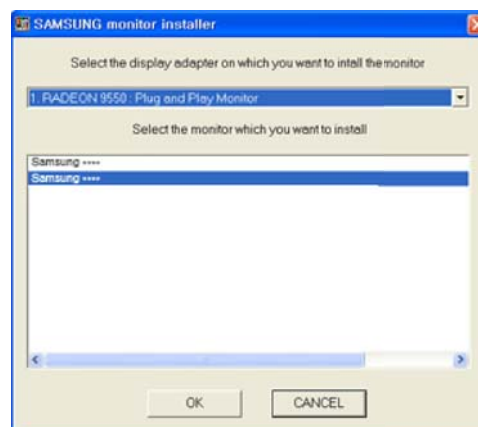 SAMSUNG monitor installer
Select the display adapter on which you want to intall the monitor
1. RADEON 9550 : Plug and Play Monitor
Select the monitor which you want to install
Samsung ****
Samsung ****
OK
CANCEL